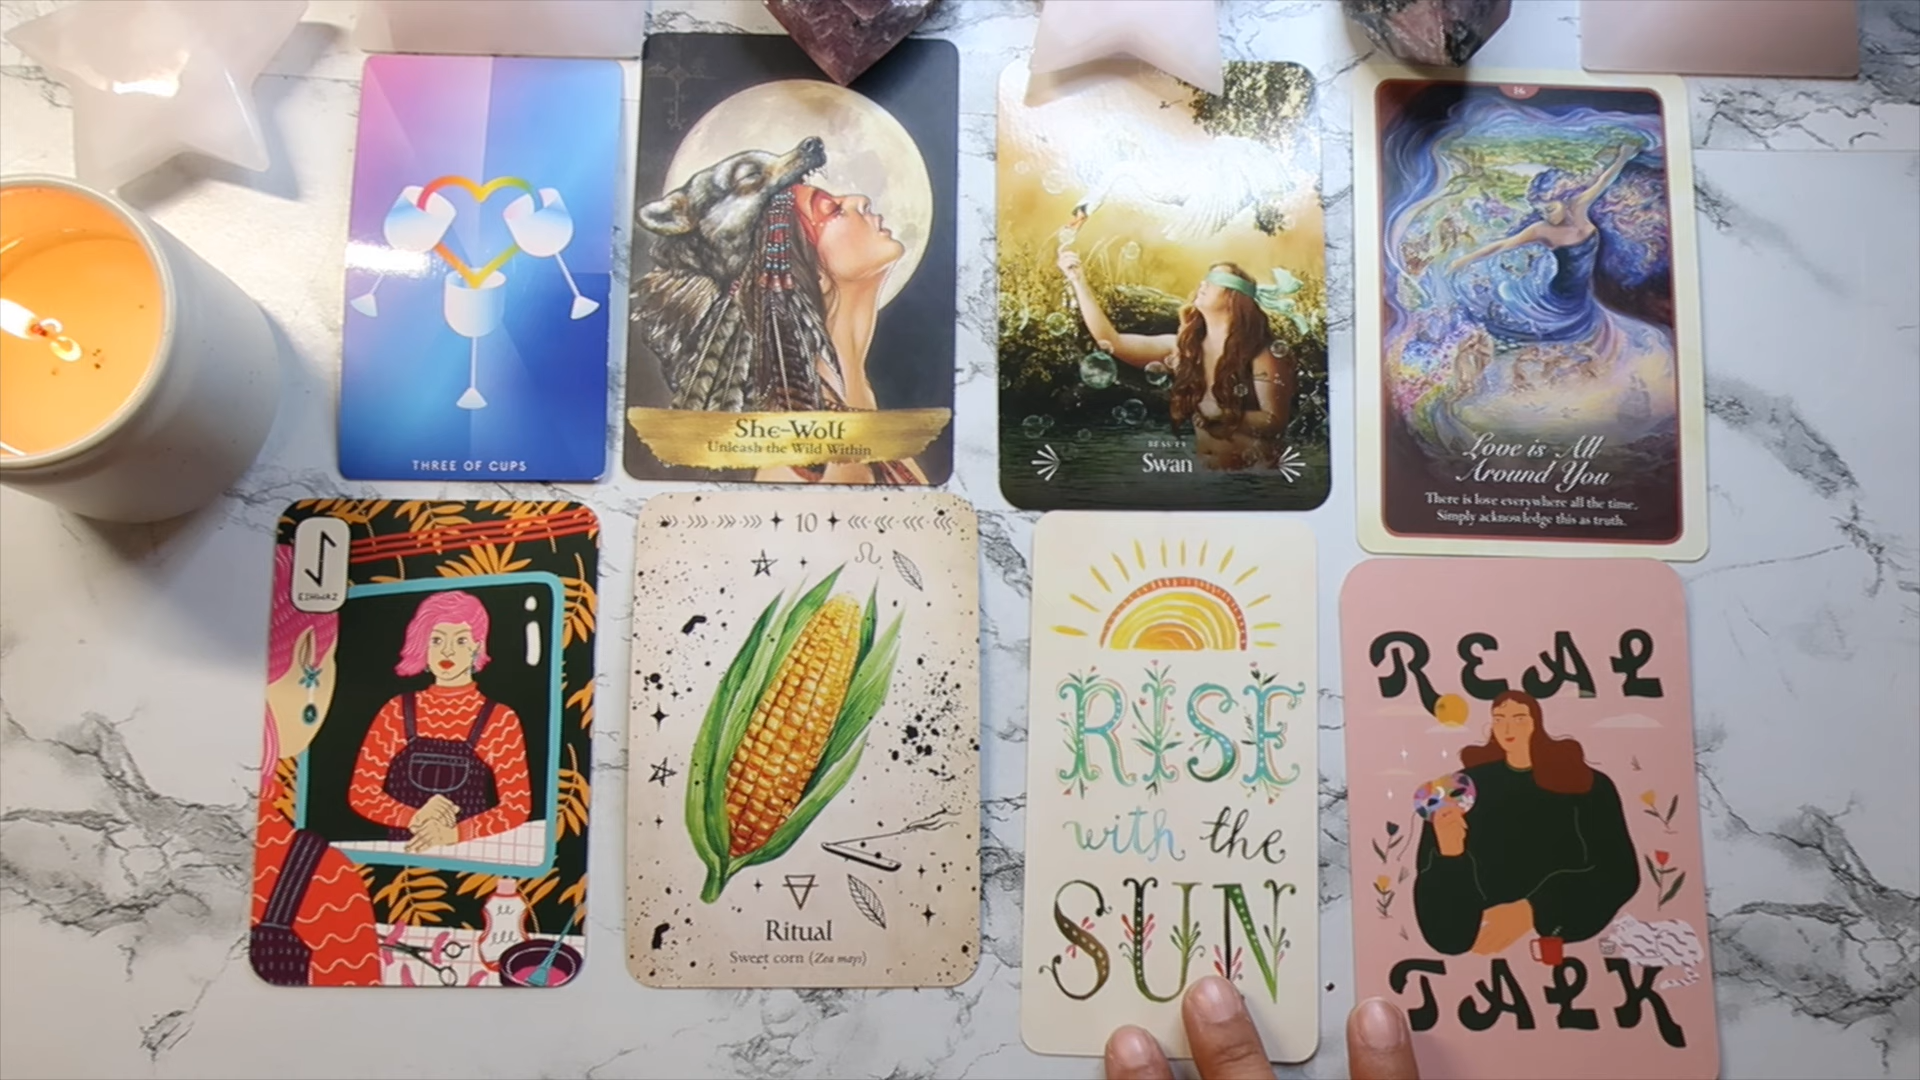 THREE OF CUPS
She-Wolf
Unleash the Wild Within
BEAUTY
Swan
16
Love is All
Around You
There is love everywhere all the time.
Simply acknowledge this as truth.
EIHWAZ
10
Ritual
Sweet corn (Zea mays)
RISE
with the
SUN
REAL
TALK